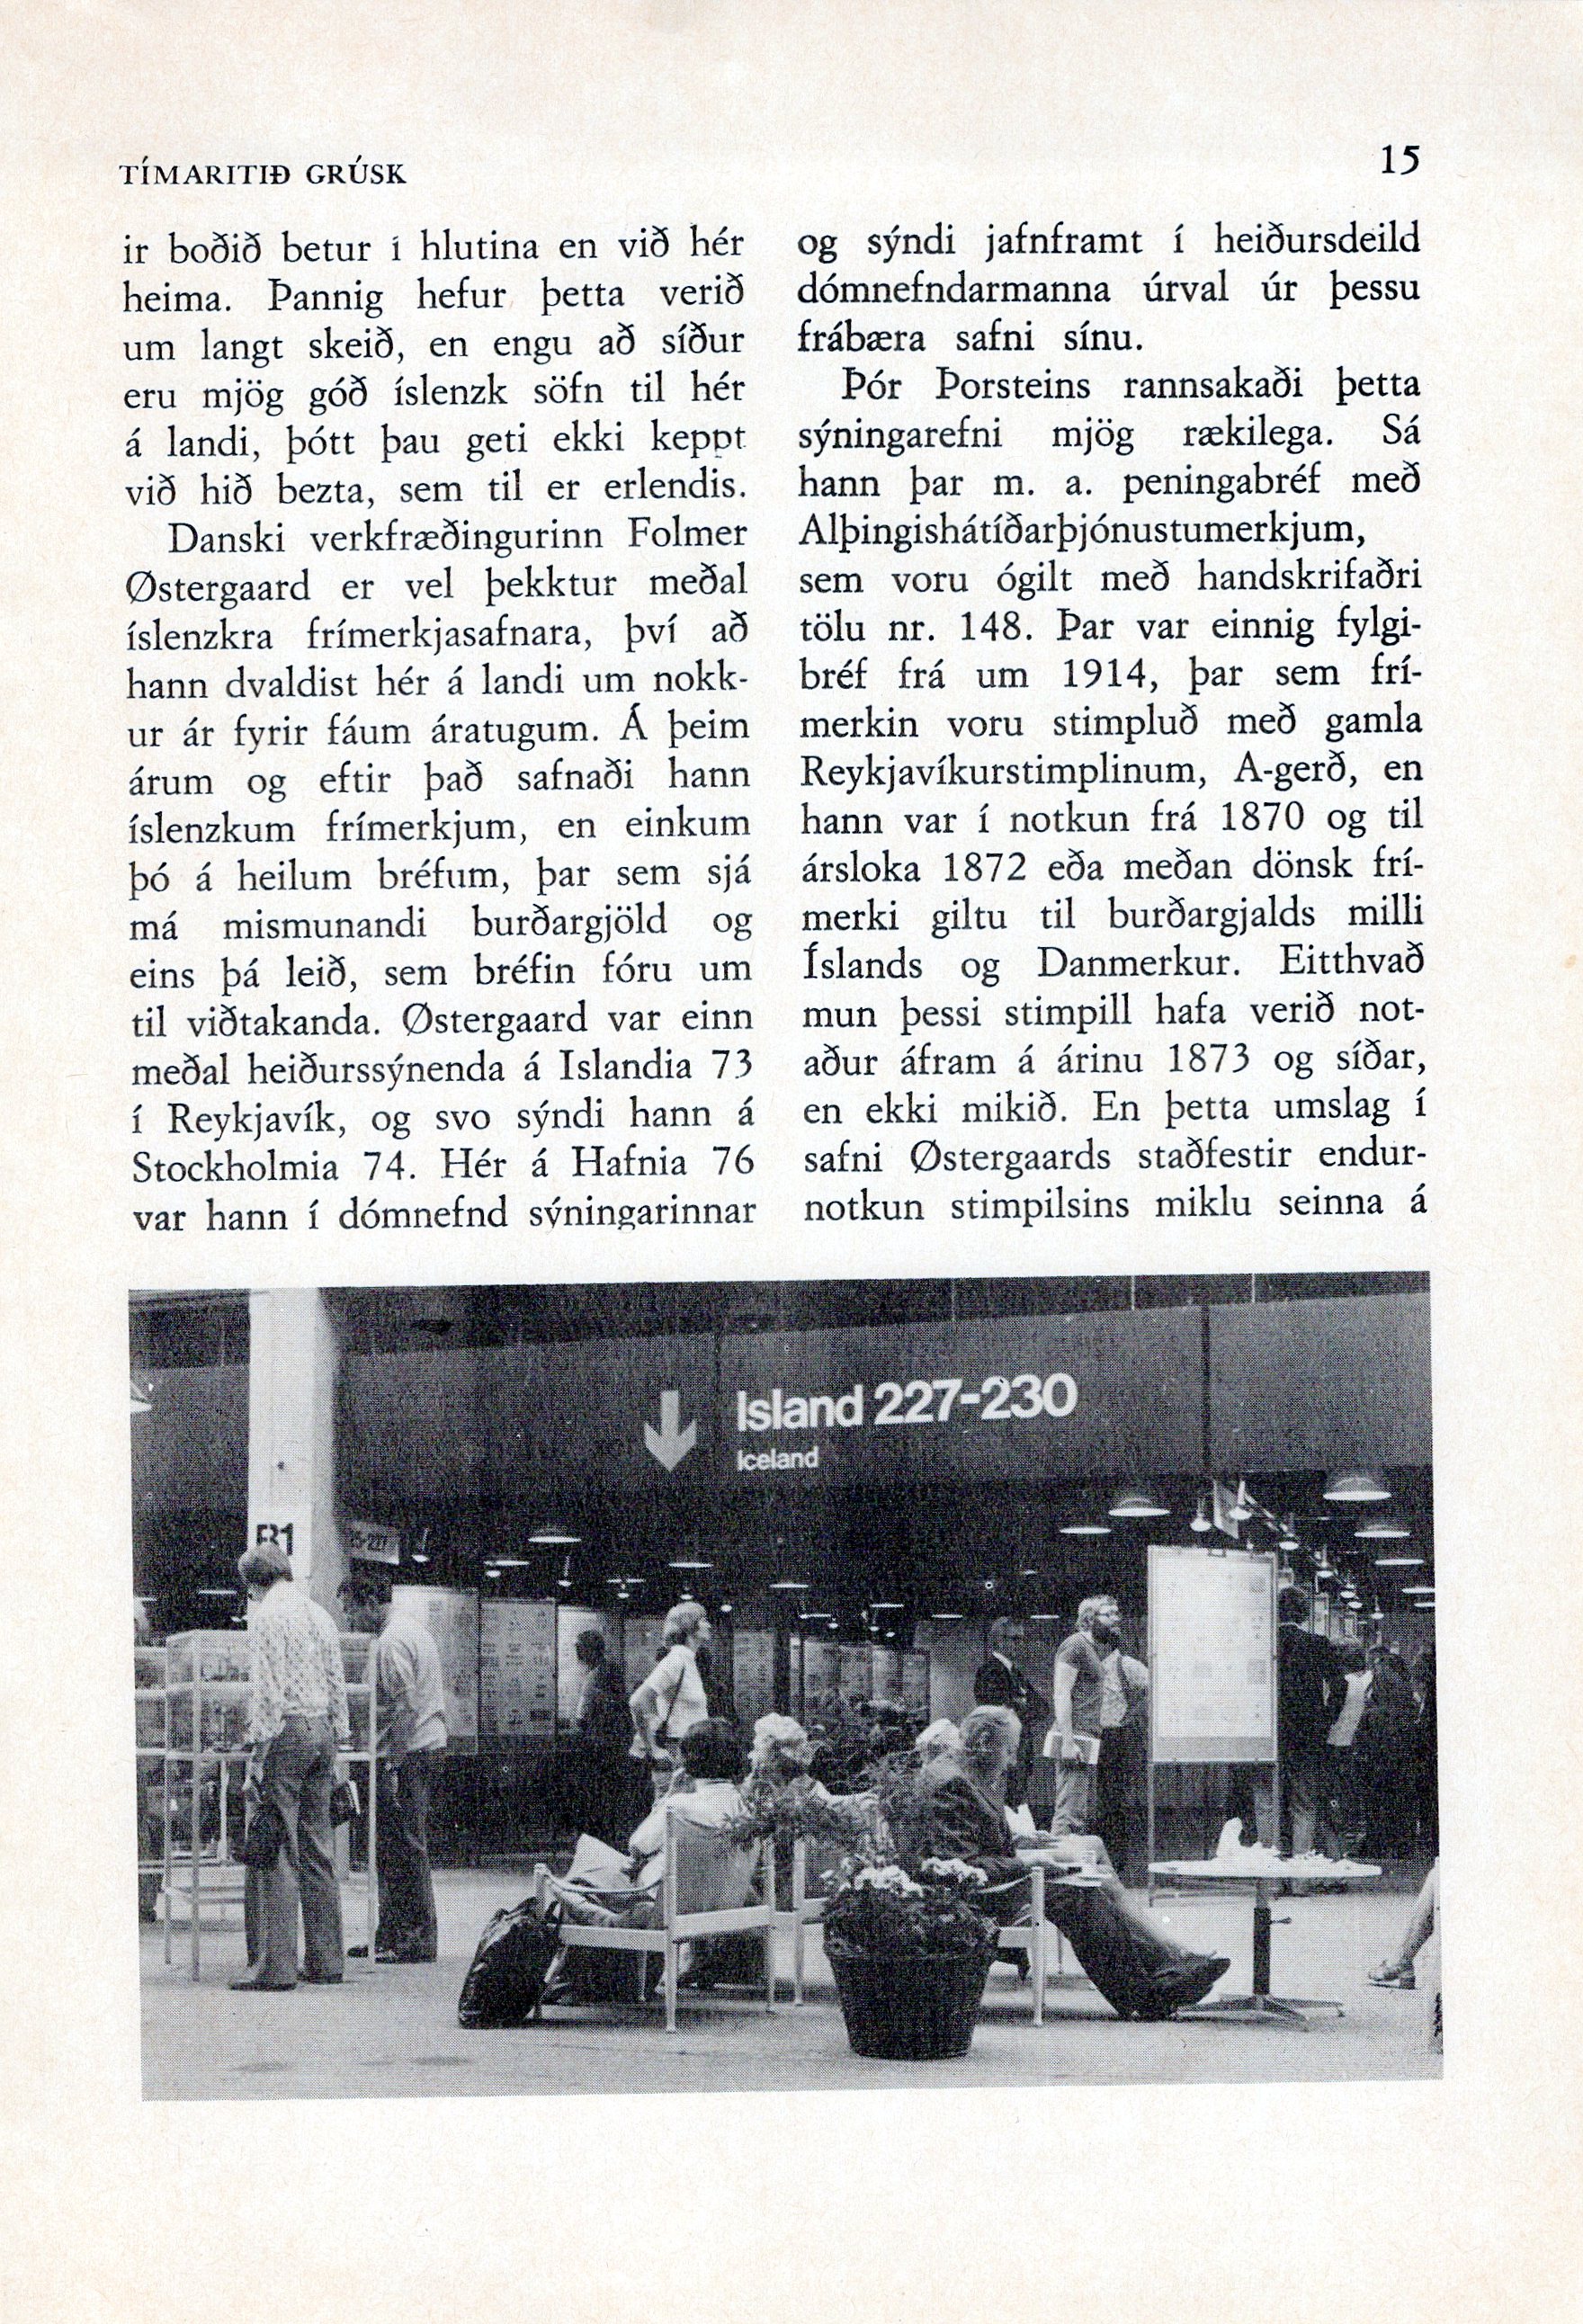 TÍMARITIÐ GRÚSK
15
ir boðið betur í hlutina en við hér
heima. Þannig hefur þetta verið
um langt skeið, en engu að síður
eru mjög góð íslenzk söfn til hér
á landi, þótt þau geti ekki keppt
við hið bezta, sem til er erlendis.
Danski verkfræðingurinn Folmer
Østergaard er vel þekktur meðal
íslenzkra frímerkjasafnara, því að
hann dvaldist hér á landi um nokk-
ur ár fyrir fáum áratugum. Á þeim
árum og eftir það safnaði hann
íslenzkum frímerkjum, en einkum
þó á heilum bréfum, þar sem sjá
má mismunandi burðargjöld og
eins þá leið, sem bréfin fóru um
til viðtakanda. Østergaard var einn
meðal heiðurssýnenda á Islandia 73
í Reykjavík, og svo sýndi hann á
Stockholmia 74. Hér á Hafnia 76
var hann í dómnefnd sýningarinnar
og sýndi jafnframt í heiðursdeild
dómnefndarmanna úrval úr þessu
frábæra safni sínu.
Þór Þorsteins rannsakaði þetta
sýningarefni mjög rækilega. Sá
hann þar m. a. peningabréf með
Alþingishátíðarþjónustumerkjum,
sem voru ógilt með handskrifaðri
tölu nr. 148. Þar var einnig fylgi-
bréf frá um 1914, þar sem frí-
merkin voru stimpluð með gamla
Reykjavíkurstimplinum, A-gerð, en
hann var í notkun frá 1870 og til
ársloka 1872 eða meðan dönsk frí-
merki giltu til burðargjalds milli
Íslands og Danmerkur. Eitthvað
mun þessi stimpill hafa verið not-
aður áfram á árinu 1873 og síðar,
en ekki mikið. En þetta umslag í
safni Østergaards staðfestir endur-
notkun stimpilsins miklu seinna á
Island 227-230
Iceland